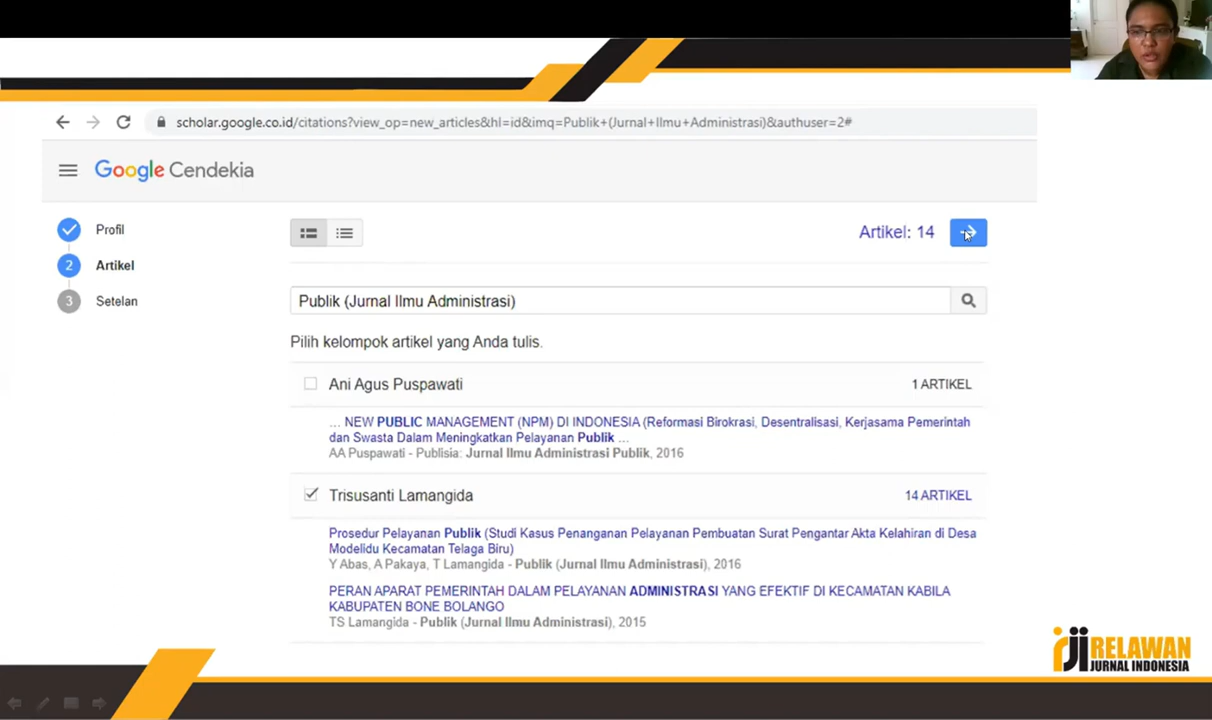 scholar.google.co.id/citations?view_op=new_articles&hl=id&imq=Publik+(Jurnal+Ilmu+Administrasi)&authuser=2#
Google Cendekia
Profil
Artikel: 14
2 Artikel
3 Setelan
Publik (Jurnal Ilmu Administrasi)
Pilih kelompok artikel yang Anda tulis.
Ani Agus Puspawati 1 ARTIKEL
... NEW PUBLIC MANAGEMENT (NPM) DI INDONESIA (Reformasi Birokrasi, Desentralisasi, Kerjasama Pemerintah
dan Swasta Dalam Meningkatkan Pelayanan Publik ...
AA Puspawati - Publisia: Jurnal Ilmu Administrasi Publik, 2016
Trisusanti Lamangida 14 ARTIKEL
Prosedur Pelayanan Publik (Studi Kasus Penanganan Pelayanan Pembuatan Surat Pengantar Akta Kelahiran di Desa
Modelidu Kecamatan Telaga Biru)
Y Abas, A Pakaya, T Lamangida - Publik (Jurnal Ilmu Administrasi), 2016
PERAN APARAT PEMERINTAH DALAM PELAYANAN ADMINISTRASI YANG EFEKTIF DI KECAMATAN KABILA
KABUPATEN BONE BOLANGO
TS Lamangida - Publik (Jurnal Ilmu Administrasi), 2015
rji RELAWAN
JURNAL INDONESIA